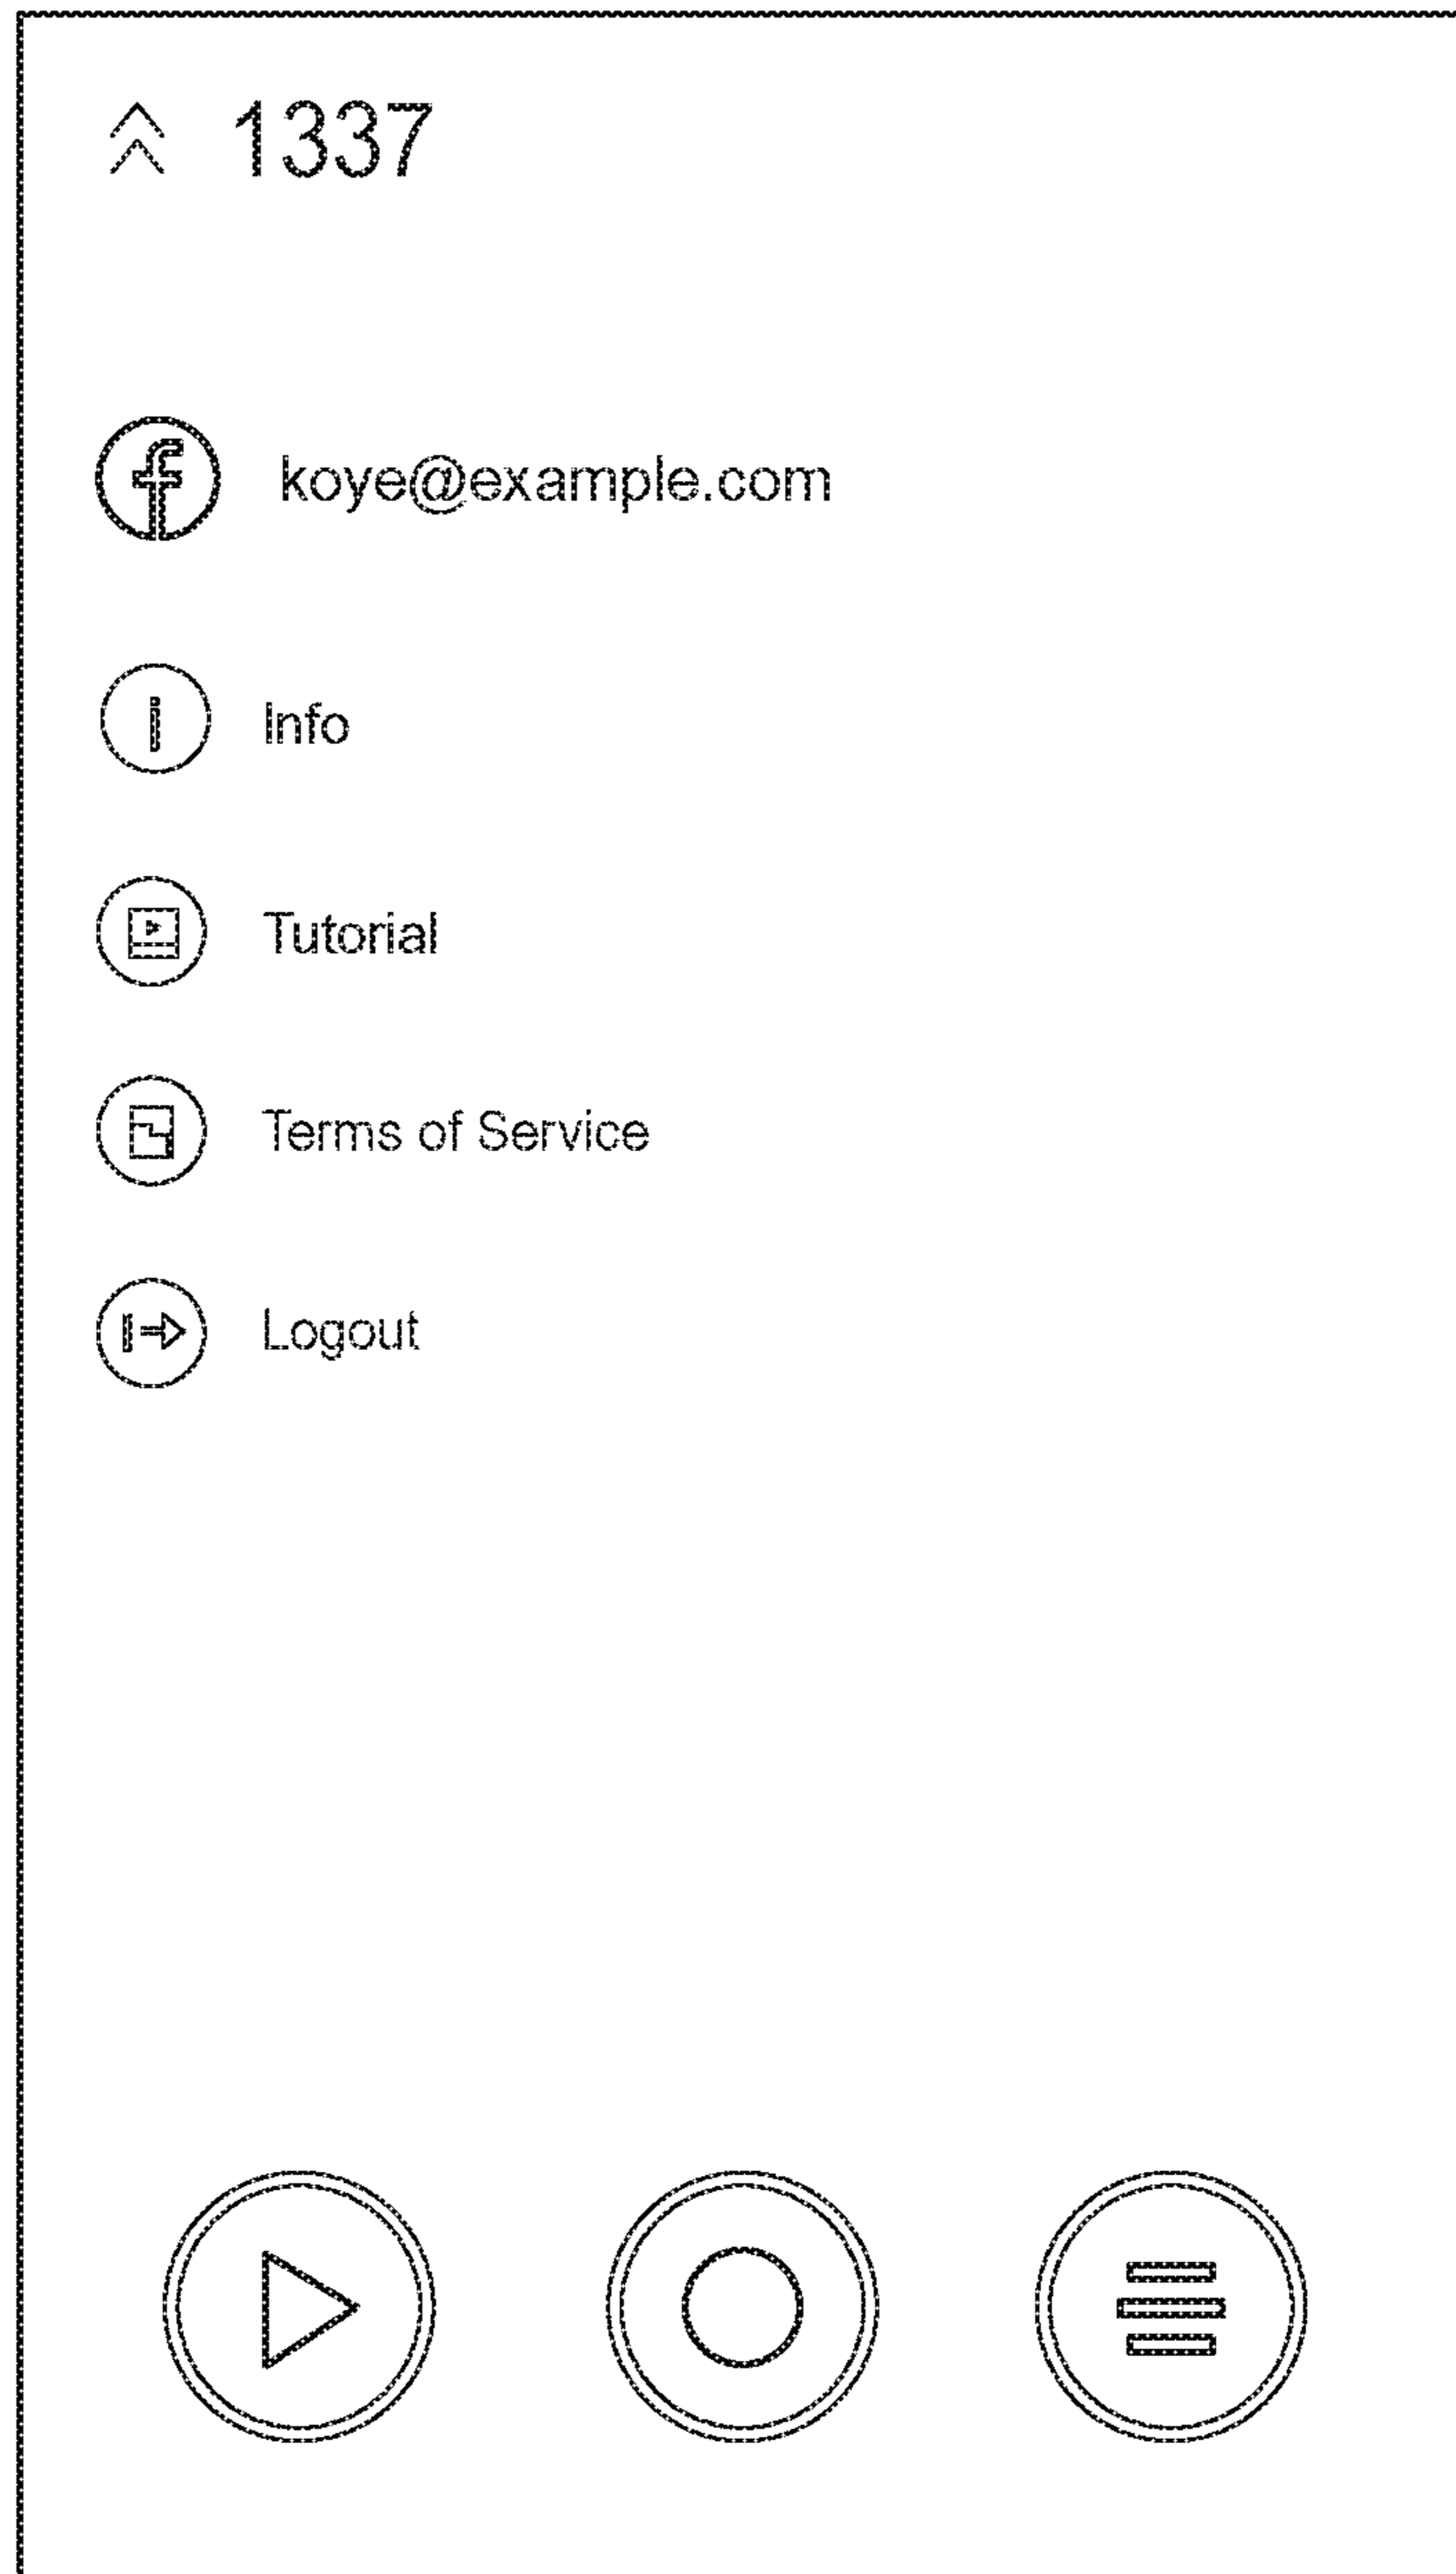 1337
koye@example.com
Info
Tutorial
Terms of Service
Logout